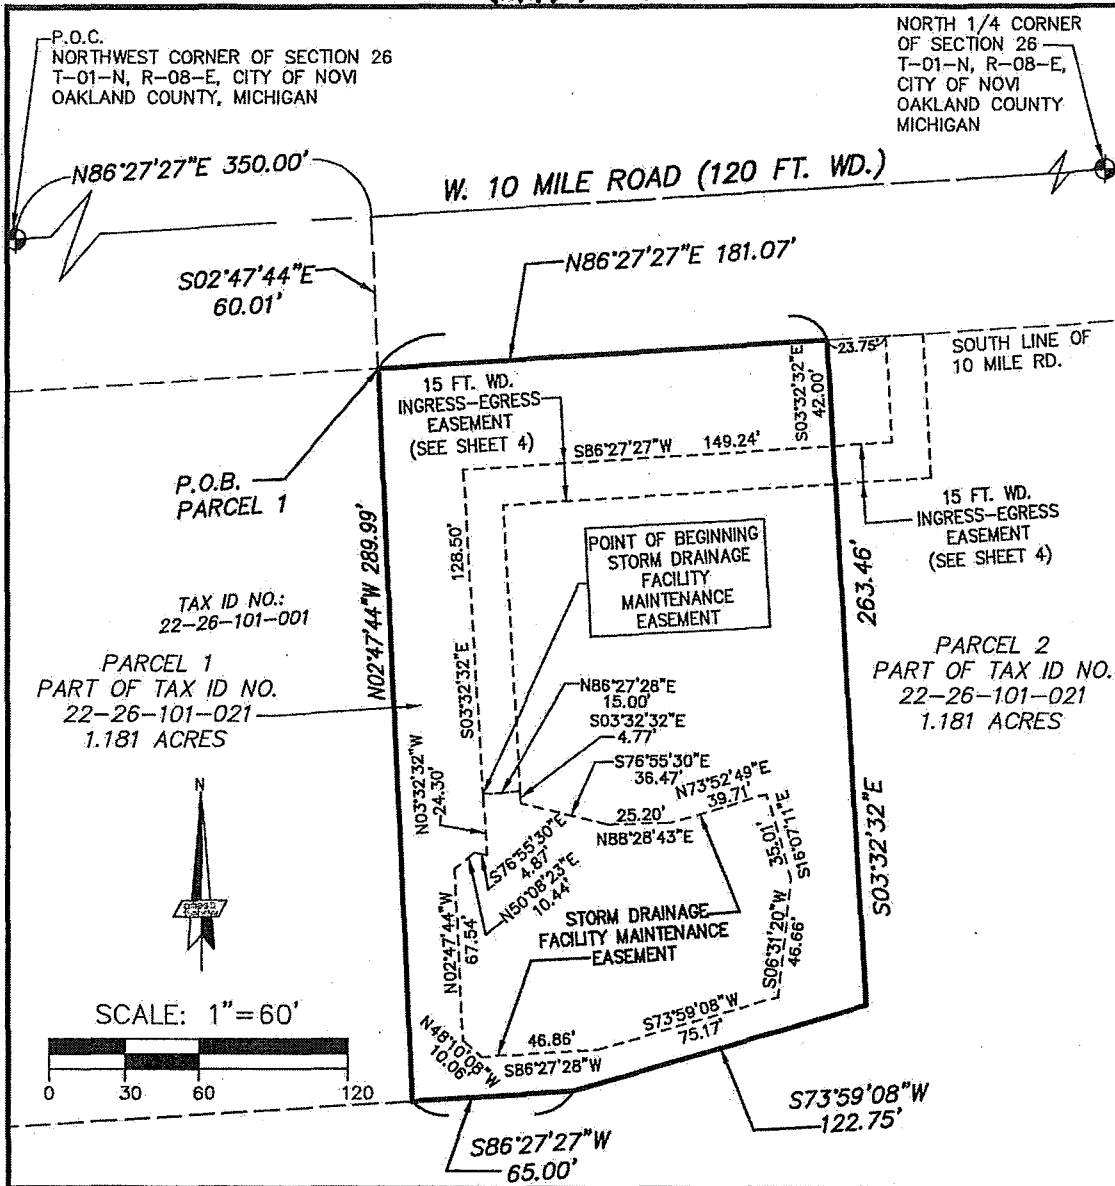 P.O.C.
NORTHWEST CORNER OF SECTION 26
T-01-N, R-08-E, CITY OF NOVI
OAKLAND COUNTY, MICHIGAN
NORTH 1/4 CORNER
OF SECTION 26
T-01-N, R-08-E,
CITY OF NOVI
OAKLAND COUNTY
MICHIGAN
N86°27'27"E 350.00'
W. 10 MILE ROAD (120 FT. WD.)
S02°47'44"E
60.01'
N86°27'27"E 181.07'
23.75'
SOUTH LINE OF
10 MILE RD.
15 FT. WD.
INGRESS-EGRESS
EASEMENT
(SEE SHEET 4)
S03°32'32"E
42.00'
S86°27'27"W 149.24'
P.O.B.
PARCEL 1
15 FT. WD.
INGRESS-EGRESS
EASEMENT
(SEE SHEET 4)
N02°47'44"W 289.99'
128.50'
S03°32'32"E
POINT OF BEGINNING
STORM DRAINAGE
FACILITY
MAINTENANCE
EASEMENT
263.46'
S03°32'32"E
TAX ID NO.:
22-26-101-001
PARCEL 1
PART OF TAX ID NO.
22-26-101-021
1.181 ACRES
PARCEL 2
PART OF TAX ID NO.
22-26-101-021
1.181 ACRES
N86°27'28"E
15.00'
S03°32'32"E
4.77'
S76°55'30"E
36.47'
N73°52'49"E
39.71'
25.20'
N88°28'43"E
N03°32'32"W
24.30'
35.01'
S16°07'11"E
S76°55'30"E
4.87'
N50°08'23"E
10.44'
N
N02°47'44"W
67.54'
STORM DRAINAGE
FACILITY MAINTENANCE
EASEMENT
S06°31'20"W
46.66'
SCALE: 1"=60'
0 30 60 120
N48°10'08"W
10.06'
46.86'
S86°27'28"W
S73°59'08"W
75.17'
S73°59'08"W
122.75'
S86°27'27"W
65.00'